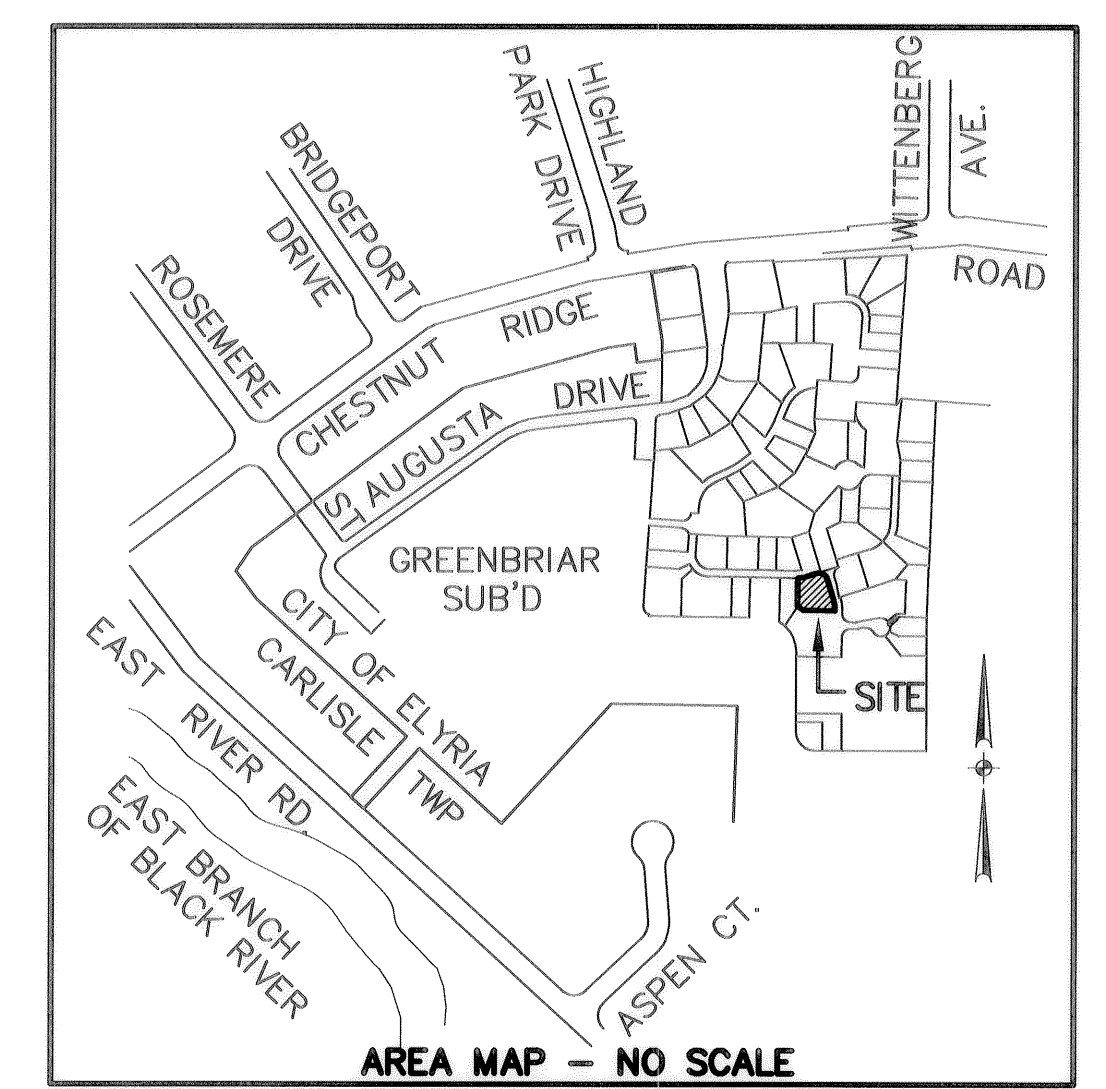 PARK DRIVE
HIGHLAND
WITTENBERG
AVE.
BRIDGEPORT
DRIVE
ROSEMERE
CHESTNUT RIDGE ROAD
ST AUGUSTA DRIVE
GREENBRIAR
SUB'D
CITY OF ELYRIA
CARLISLE TWP
EAST RIVER RD.
EAST BRANCH
OF BLACK RIVER
SITE
ASPEN CT.
AREA MAP – NO SCALE